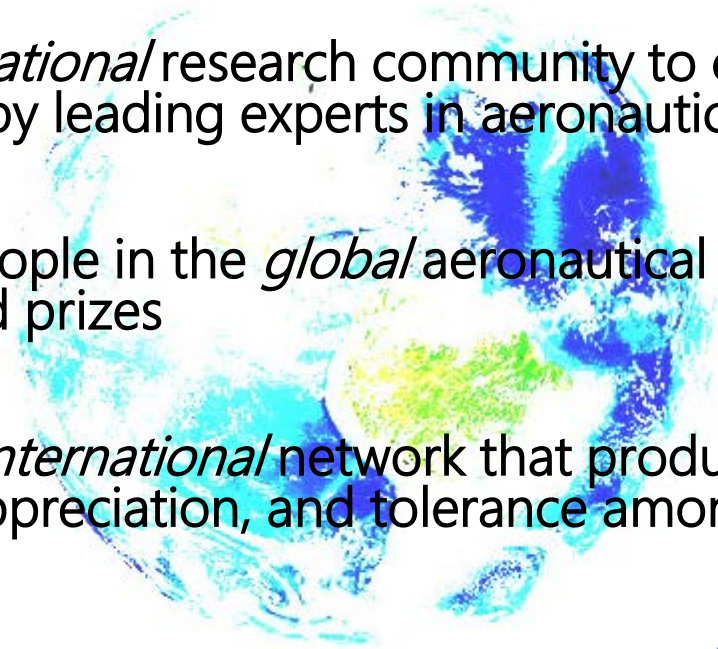 ational research community to
by leading experts in aeronautic
ople in the global aeronautical
d prizes
nternational network that produ
ppreciation, and tolerance amon